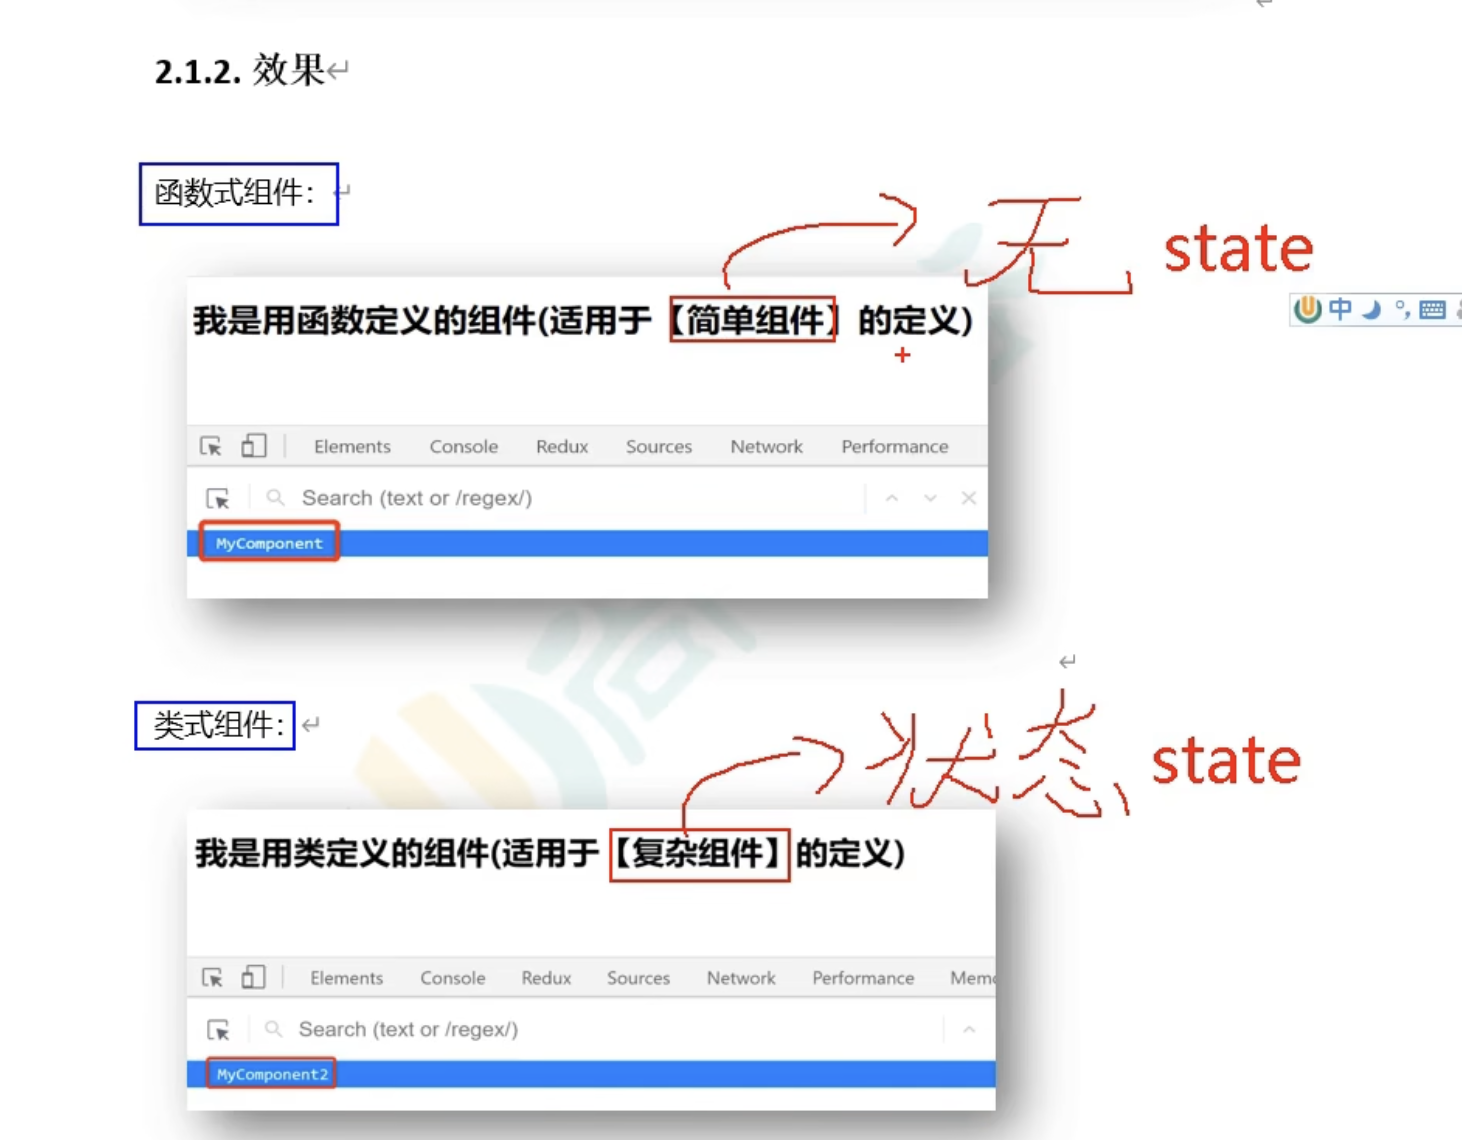 2.1.2. 效果
函数式组件：
无 state
中
我是用函数定义的组件(适用于【简单组件】的定义)
Elements Console Redux Sources Network Performance
Search (text or /regex/)
MyComponent
尚
类式组件：
状态、 state
我是用类定义的组件(适用于【复杂组件】的定义)
Elements Console Redux Sources Network Performance Memo
Search (text or /regex/)
MyComponent2